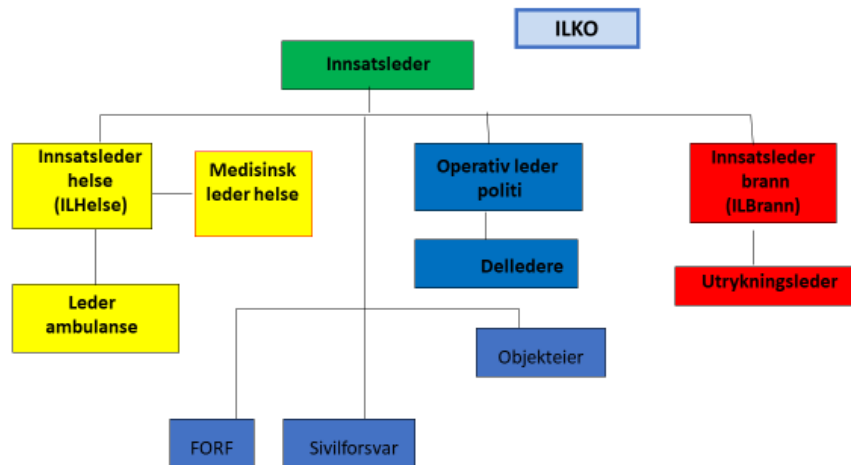 ILKO
Innsatsleder
Innsatsleder
helse
(ILHelse)
Medisinsk
leder helse
Operativ leder
politi
Innsatsleder
brann
(ILBrann)
Delledere
Utrykningsleder
Leder
ambulanse
Objekteier
FORF
Sivilforsvar